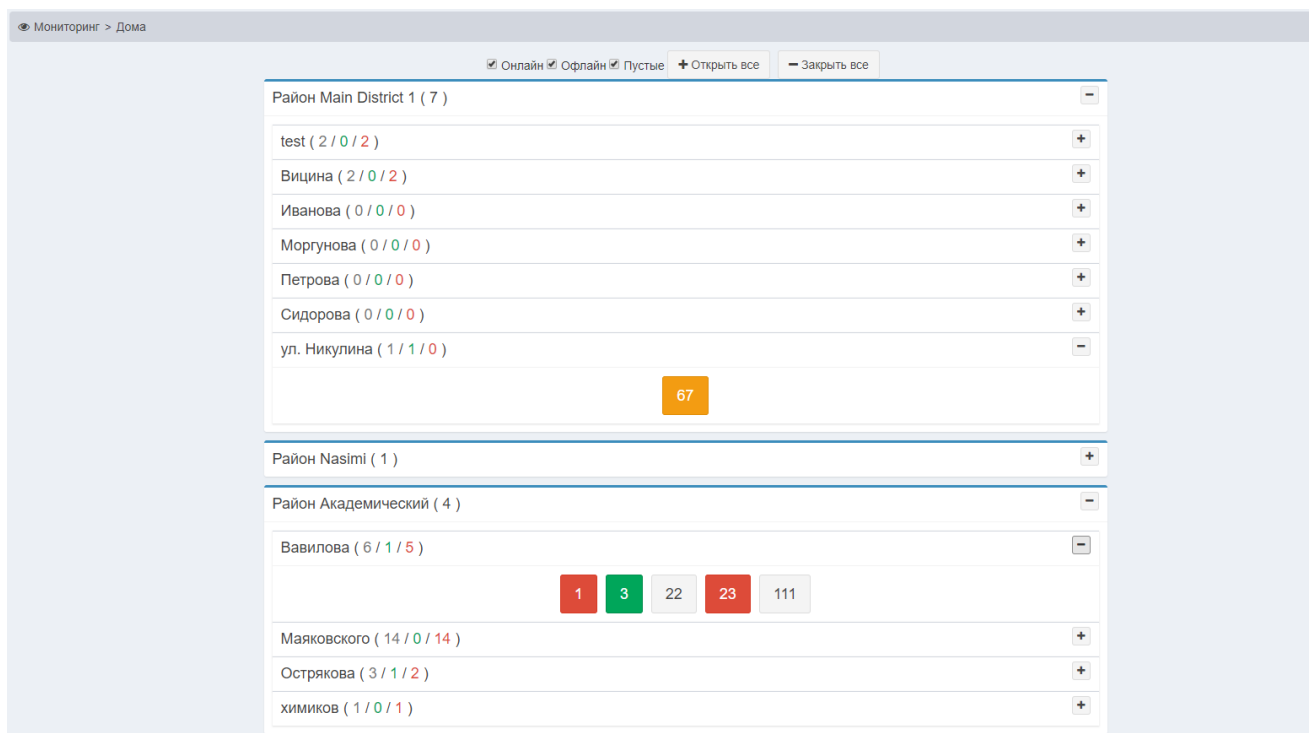 Мониторинг > Дома
Онлайн Офлайн Пустые Открыть все Закрыть все
Район Main District 1 ( 7 )
test ( 2 / 0 / 2 )
Вицина ( 2 / 0 / 2 )
Иванова ( 0 / 0 / 0 )
Моргунова ( 0 / 0 / 0 )
Петрова ( 0 / 0 / 0 )
Сидорова ( 0 / 0 / 0 )
ул. Никулина ( 1 / 1 / 0 )
67
Район Nasimi ( 1 )
Район Академический ( 4 )
Вавилова ( 6 / 1 / 5 )
1 3 22 23 111
Маяковского ( 14 / 0 / 14 )
Острякова ( 3 / 1 / 2 )
химиков ( 1 / 0 / 1 )